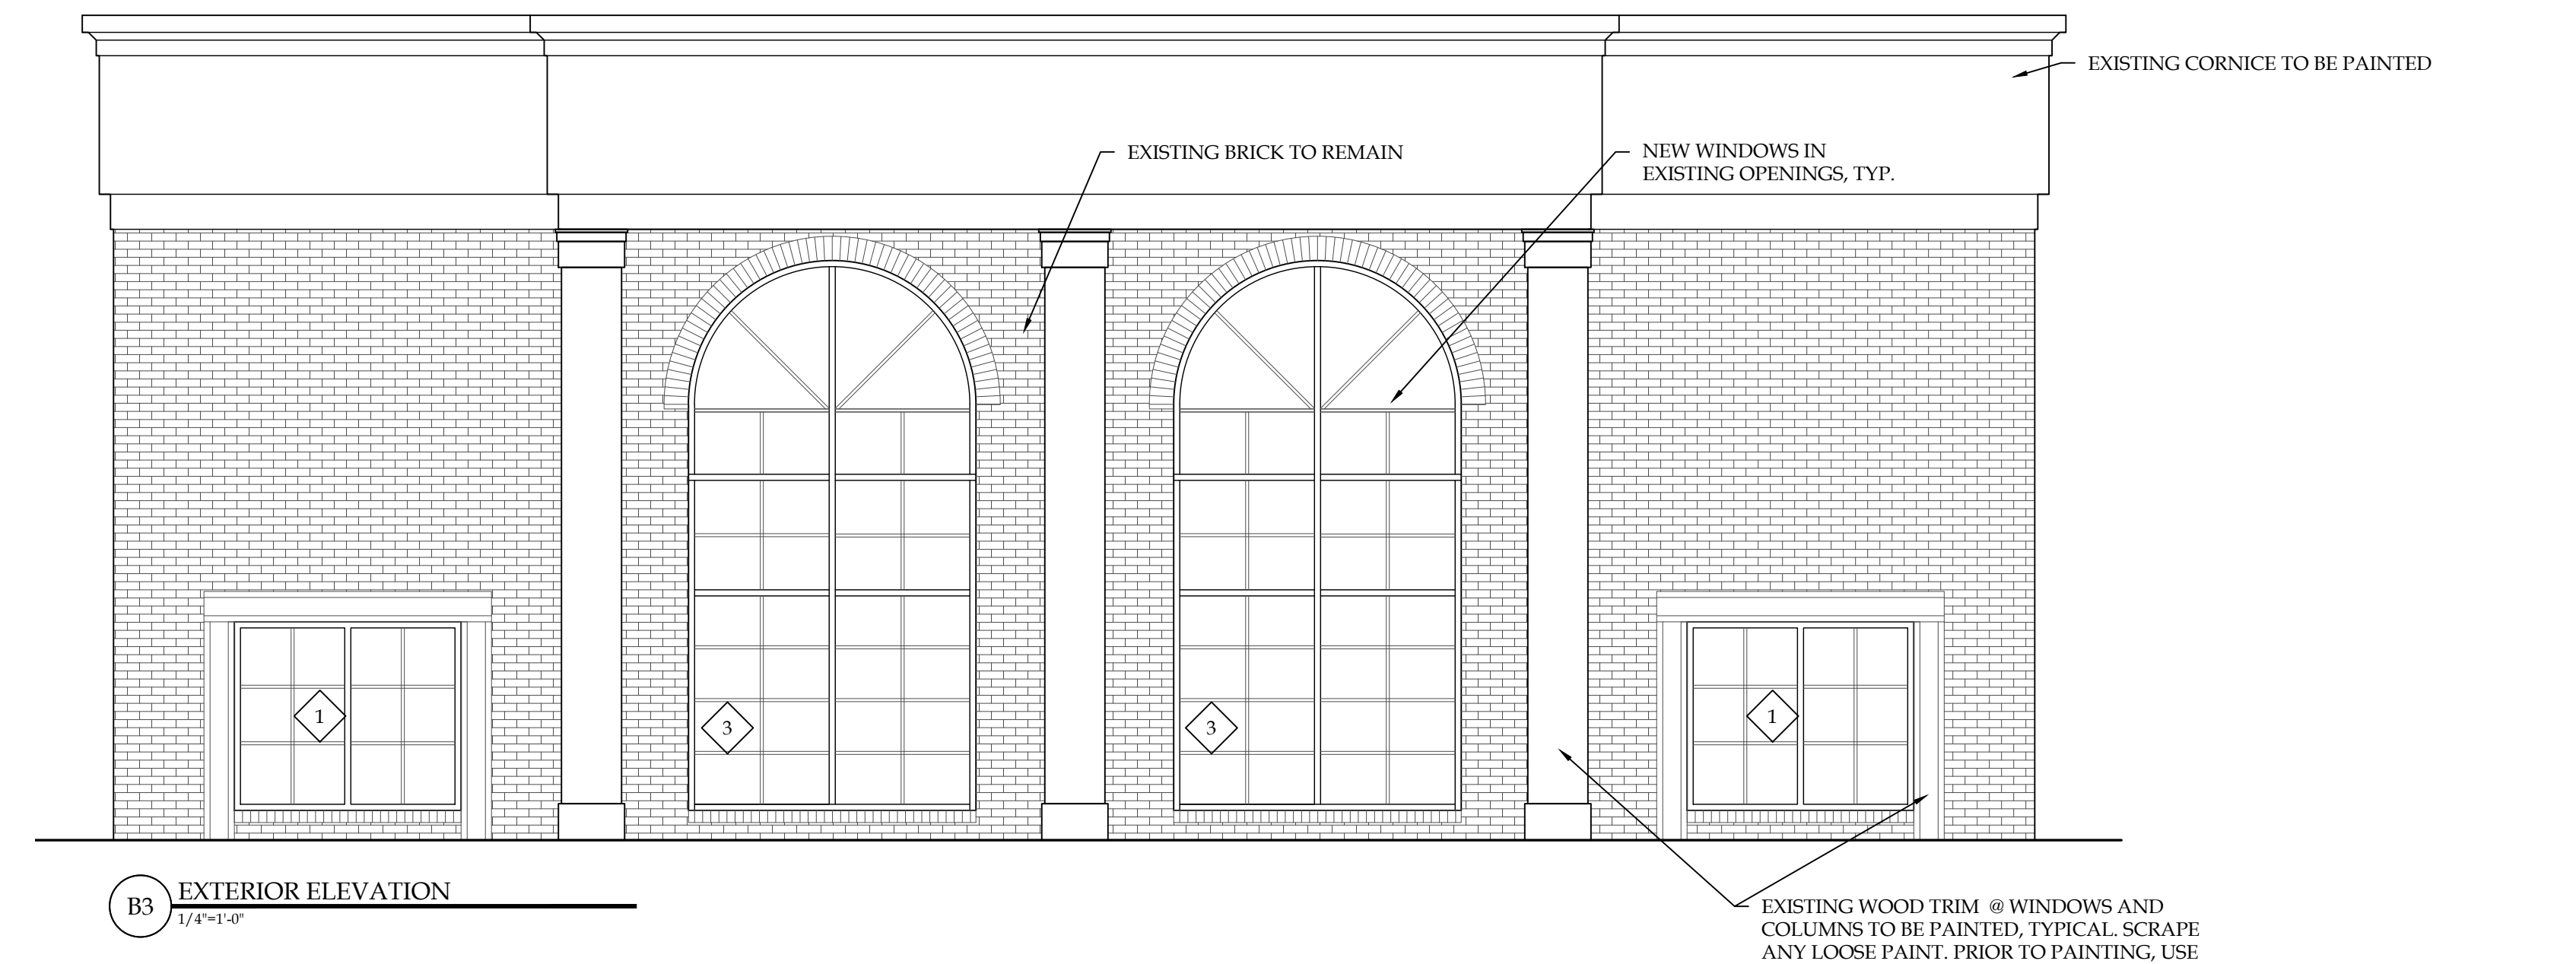 EXISTING CORNICE TO BE PAINTED
EXISTING BRICK TO REMAIN
NEW WINDOWS IN
EXISTING OPENINGS, TYP.
1
3
3
1
B3
EXTERIOR ELEVATION
1/4"=1'-0"
EXISTING WOOD TRIM @ WINDOWS AND
COLUMNS TO BE PAINTED, TYPICAL. SCRAPE
ANY LOOSE PAINT. PRIOR TO PAINTING, USE